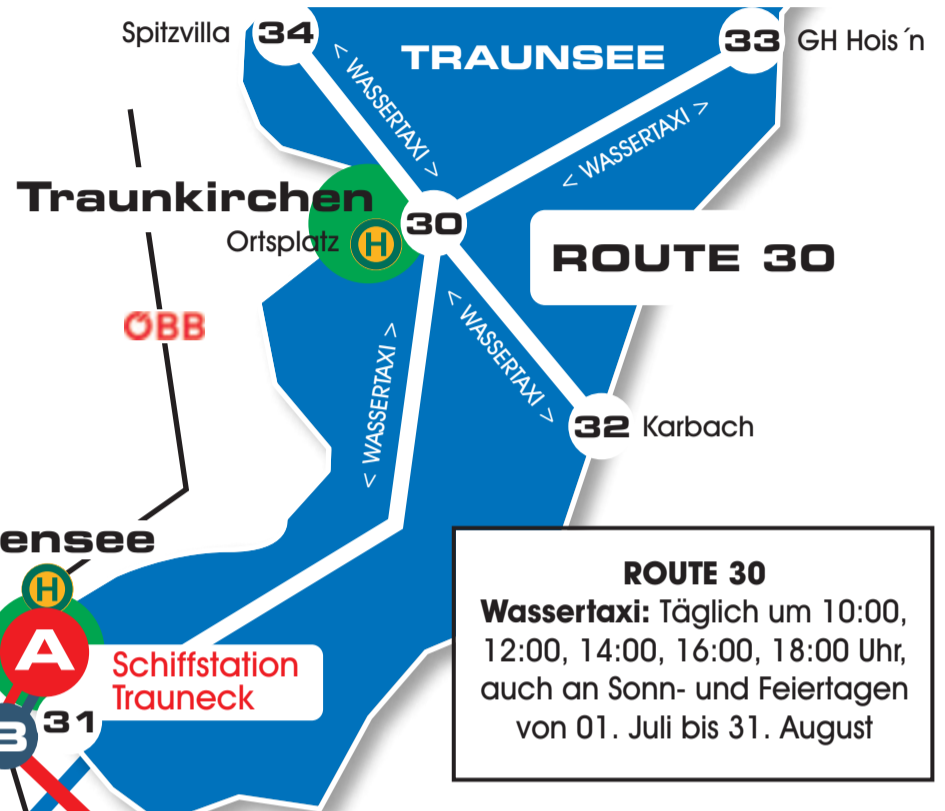 Spitzvilla 34
TRAUNSEE
33 GH Hois´n
< WASSERTAXI >
< WASSERTAXI >
Traunkirchen
Ortsplatz H
30
ROUTE 30
ÖBB
< WASSERTAXI >
< WASSERTAXI >
32 Karbach
ensee
H
A
Schiffstation
Trauneck
31
B
ROUTE 30
Wassertaxi: Täglich um 10:00,
12:00, 14:00, 16:00, 18:00 Uhr,
auch an Sonn- und Feiertagen
von 01. Juli bis 31. August